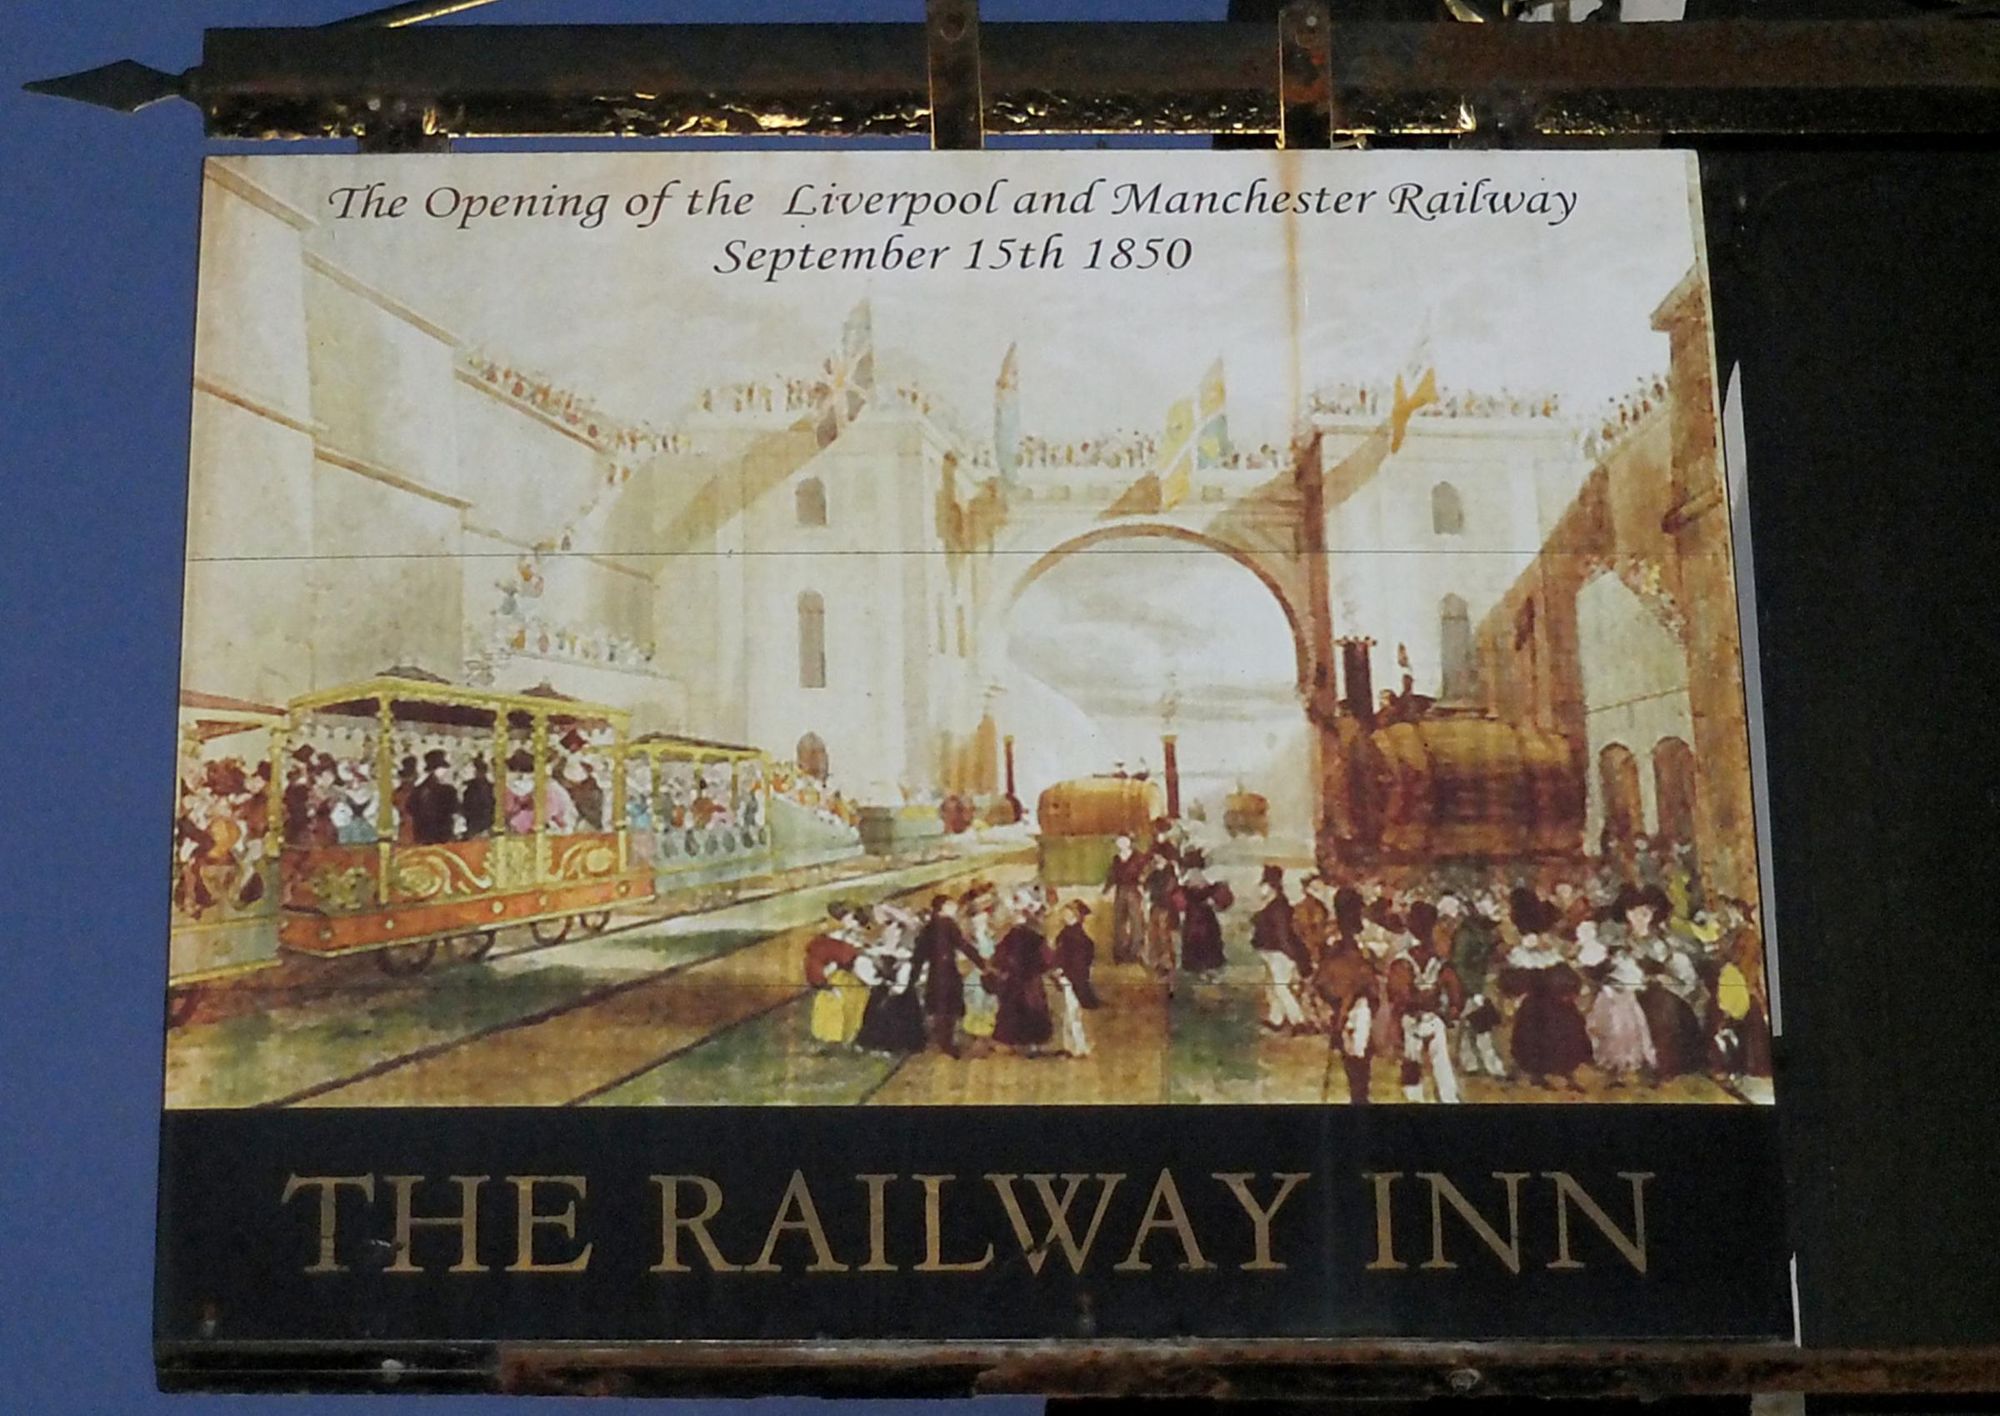 The Opening of the Liverpool and Manchester Railway
September 15th 1850
THE RAILWAY INN